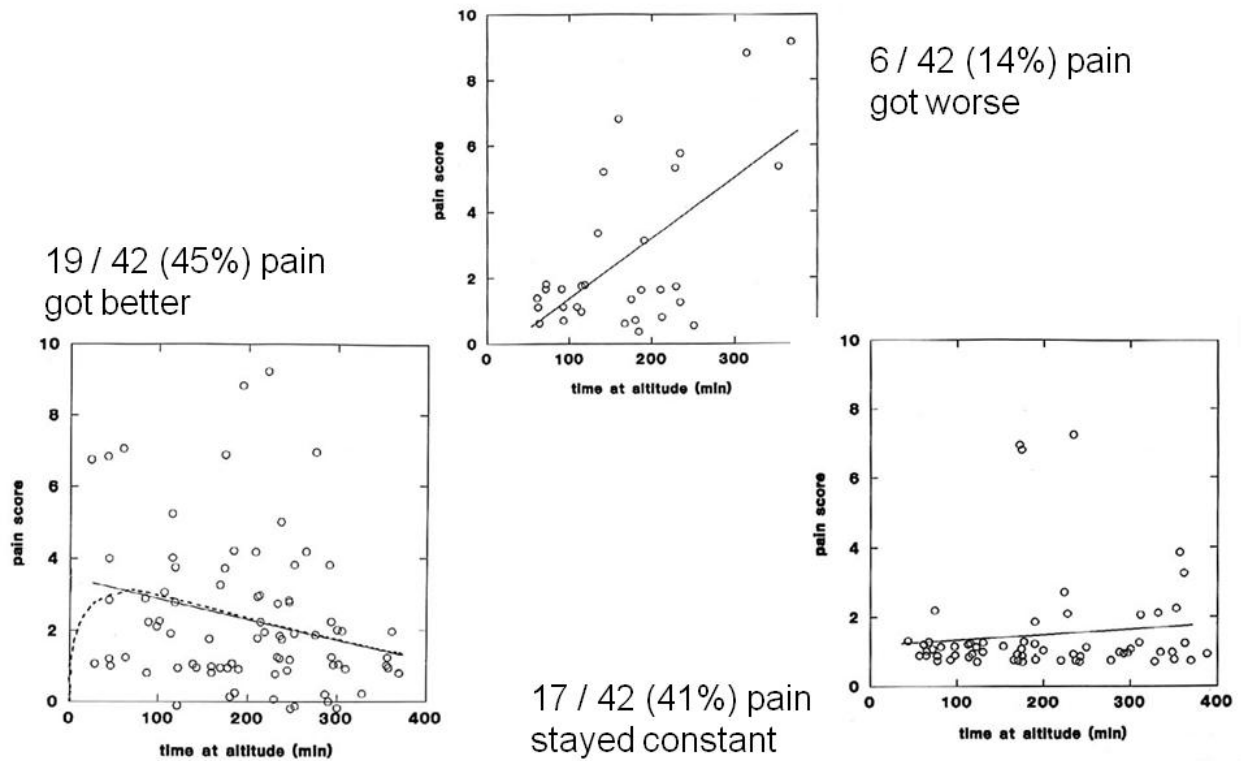 10
8
6
4
2
0
pain score
0 100 200 300
time at altitude (min)
6 / 42 (14%) pain
got worse
19 / 42 (45%) pain
got better
10
8
6
4
2
0
pain score
0 100 200 300 400
time at altitude (min)
17 / 42 (41%) pain
stayed constant
10
8
6
4
2
0
pain score
0 100 200 300 400
time at altitude (min)